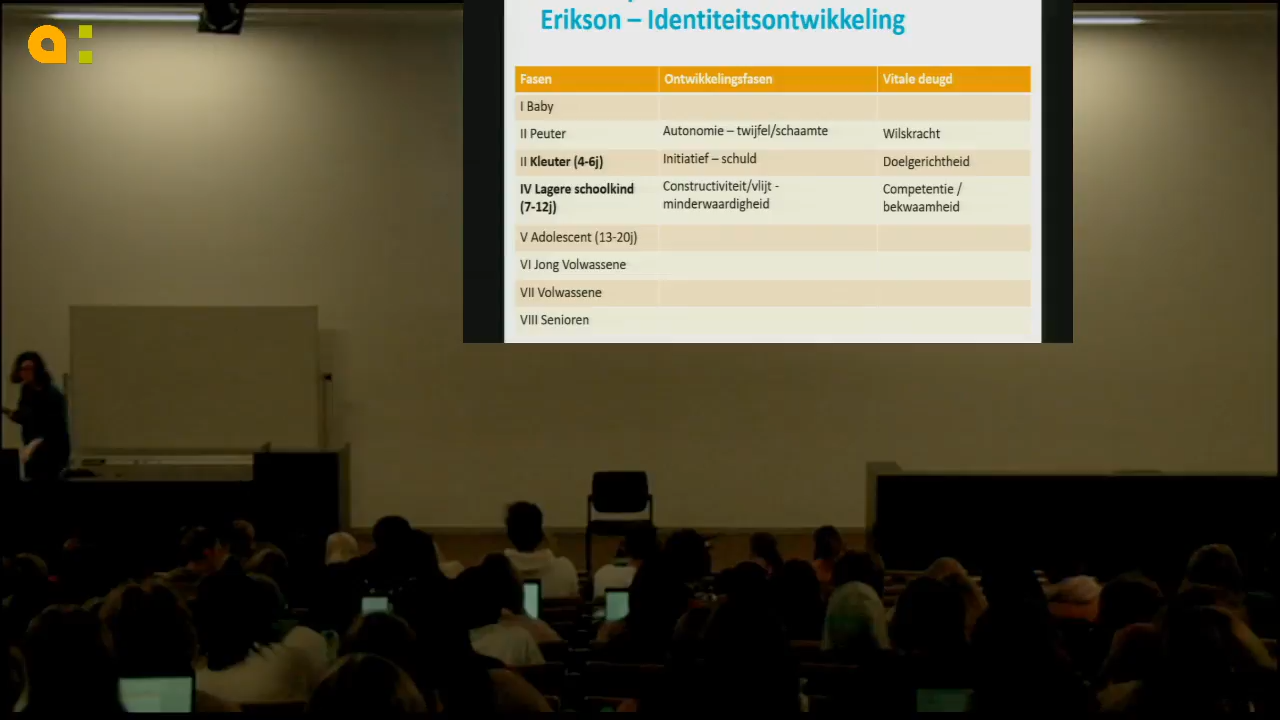 Erikson – Identiteitsontwikkeling
Fasen Ontwikkelingsfasen Vitale deugd
I Baby
II Peuter Autonomie – twijfel/schaamte Wilskracht
II Kleuter (4-6j) Initiatief – schuld Doelgerichtheid
IV Lagere schoolkind Constructiviteit/vlijt - Competentie /
(7-12j) minderwaardigheid bekwaamheid
V Adolescent (13-20j)
VI Jong Volwassene
VII Volwassene
VIII Senioren
a: